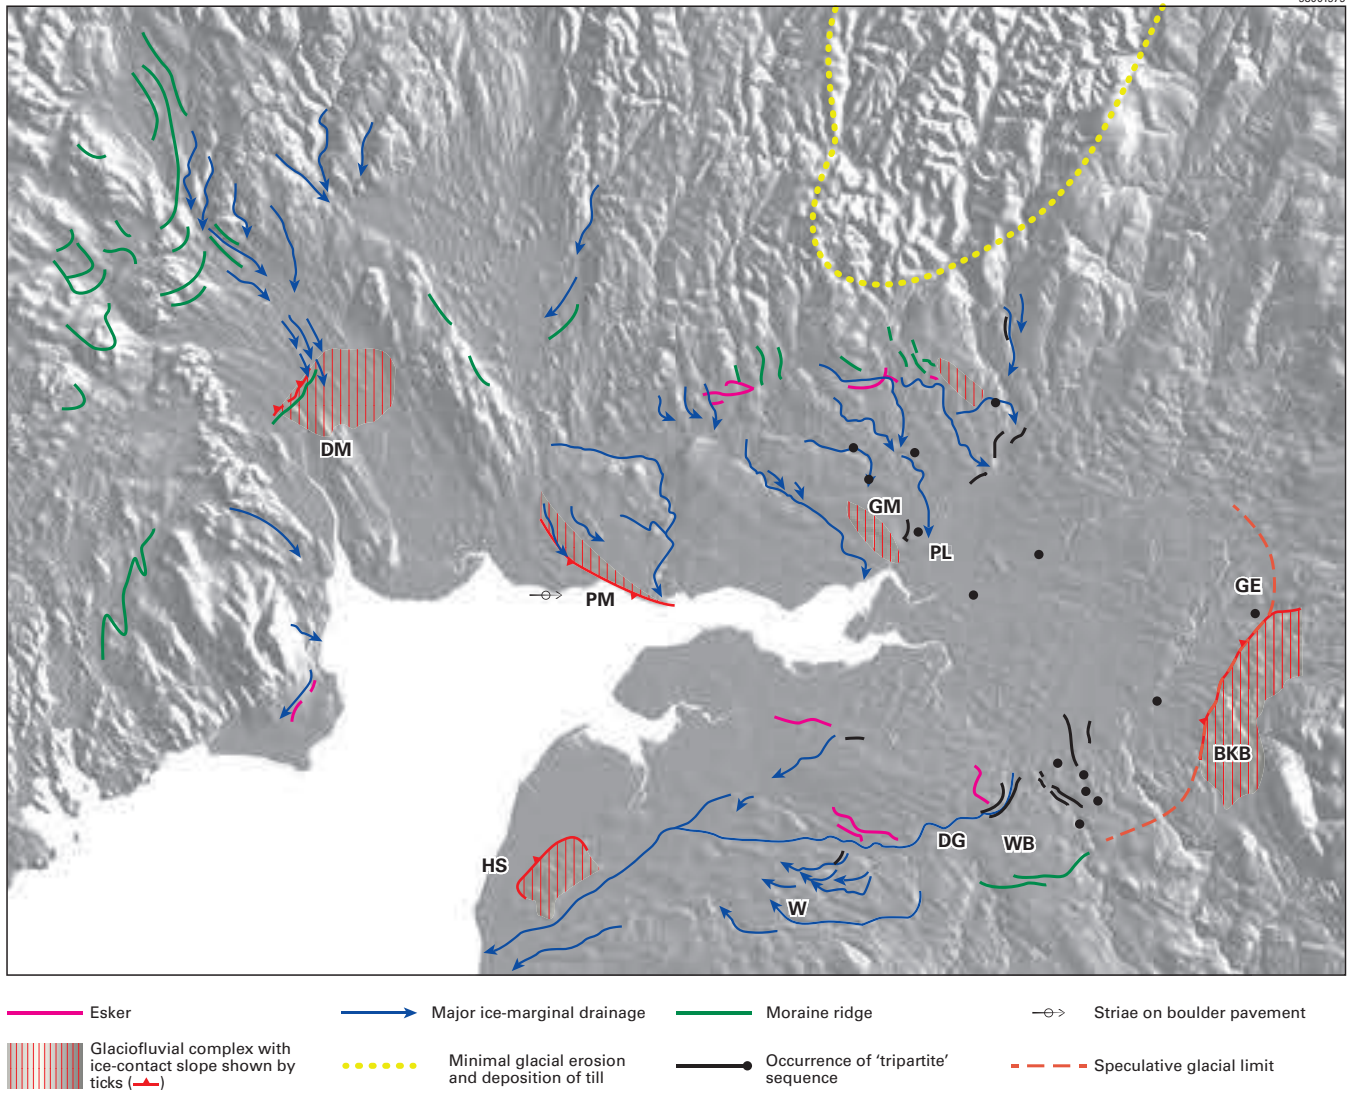 DM
GM
PL
PM
GE
BKB
HS
DG
WB
W
Esker
Major ice-marginal drainage
Moraine ridge
Striae on boulder pavement
Glaciofluvial complex with
ice-contact slope shown by
ticks ( )
Minimal glacial erosion
and deposition of till
Occurrence of ‘tripartite’
sequence
Speculative glacial limit